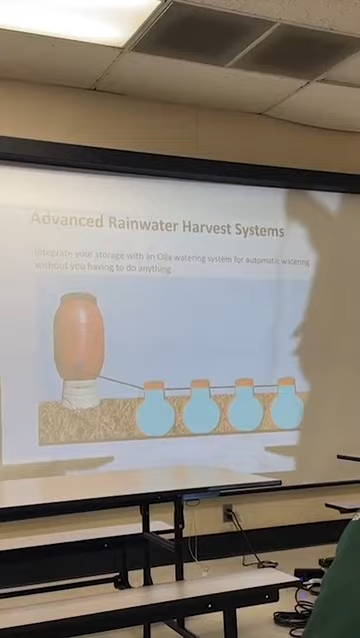 Advanced Rainwater Harvest Systems
Integrate your storage with an Olla watering system for automatic watering
without you having to do anything